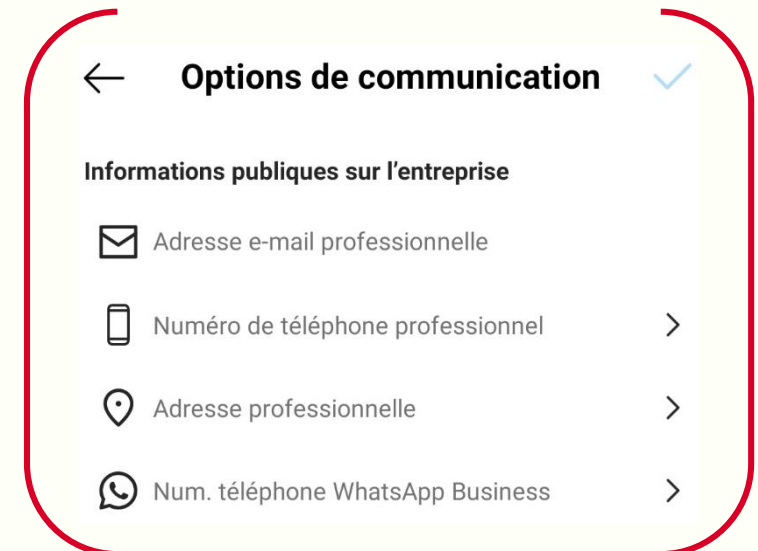 Options de communication
Informations publiques sur l'entreprise
Adresse e-mail professionnelle
Numéro de téléphone professionnel
Adresse professionnelle
Num. téléphone WhatsApp Business